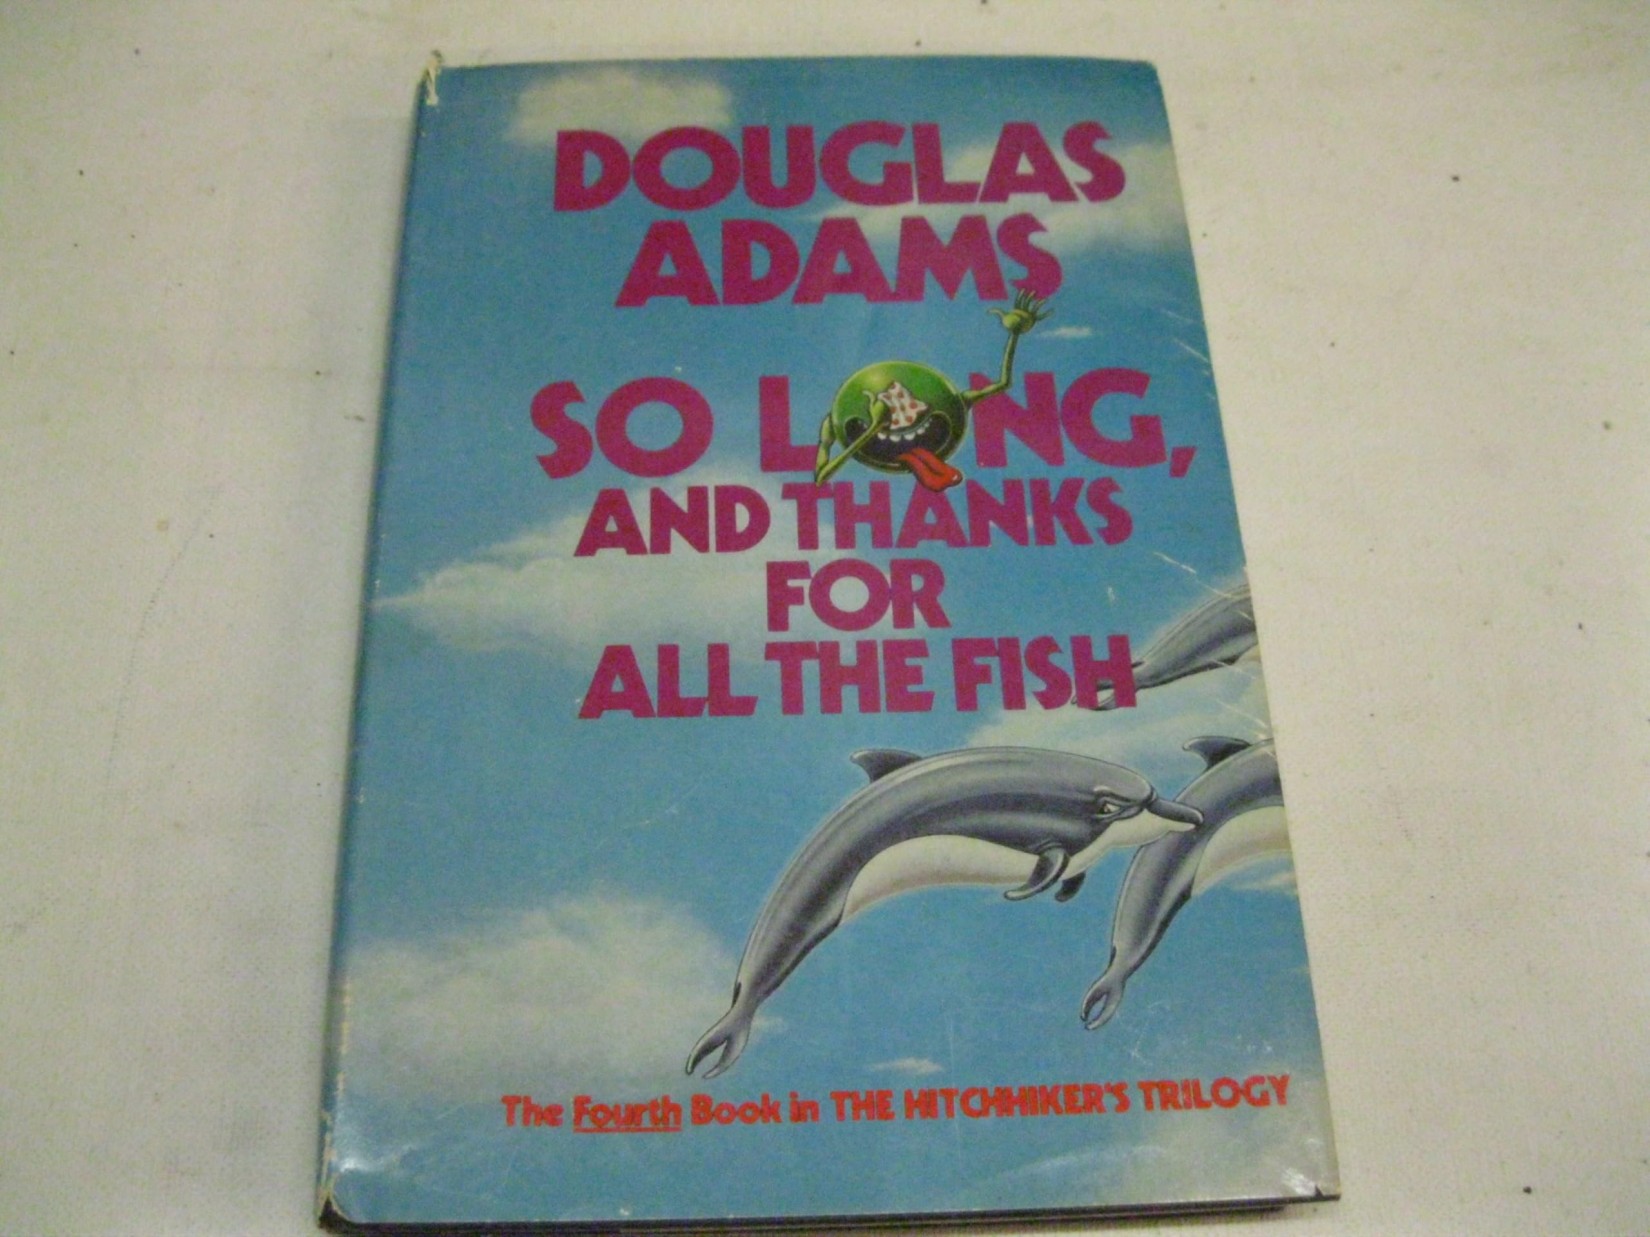 DOUGLAS
ADAMS
SO LONG,
AND THANKS
FOR
ALL THE FISH
The Fourth Book in THE HITCHHIKER'S TRILOGY